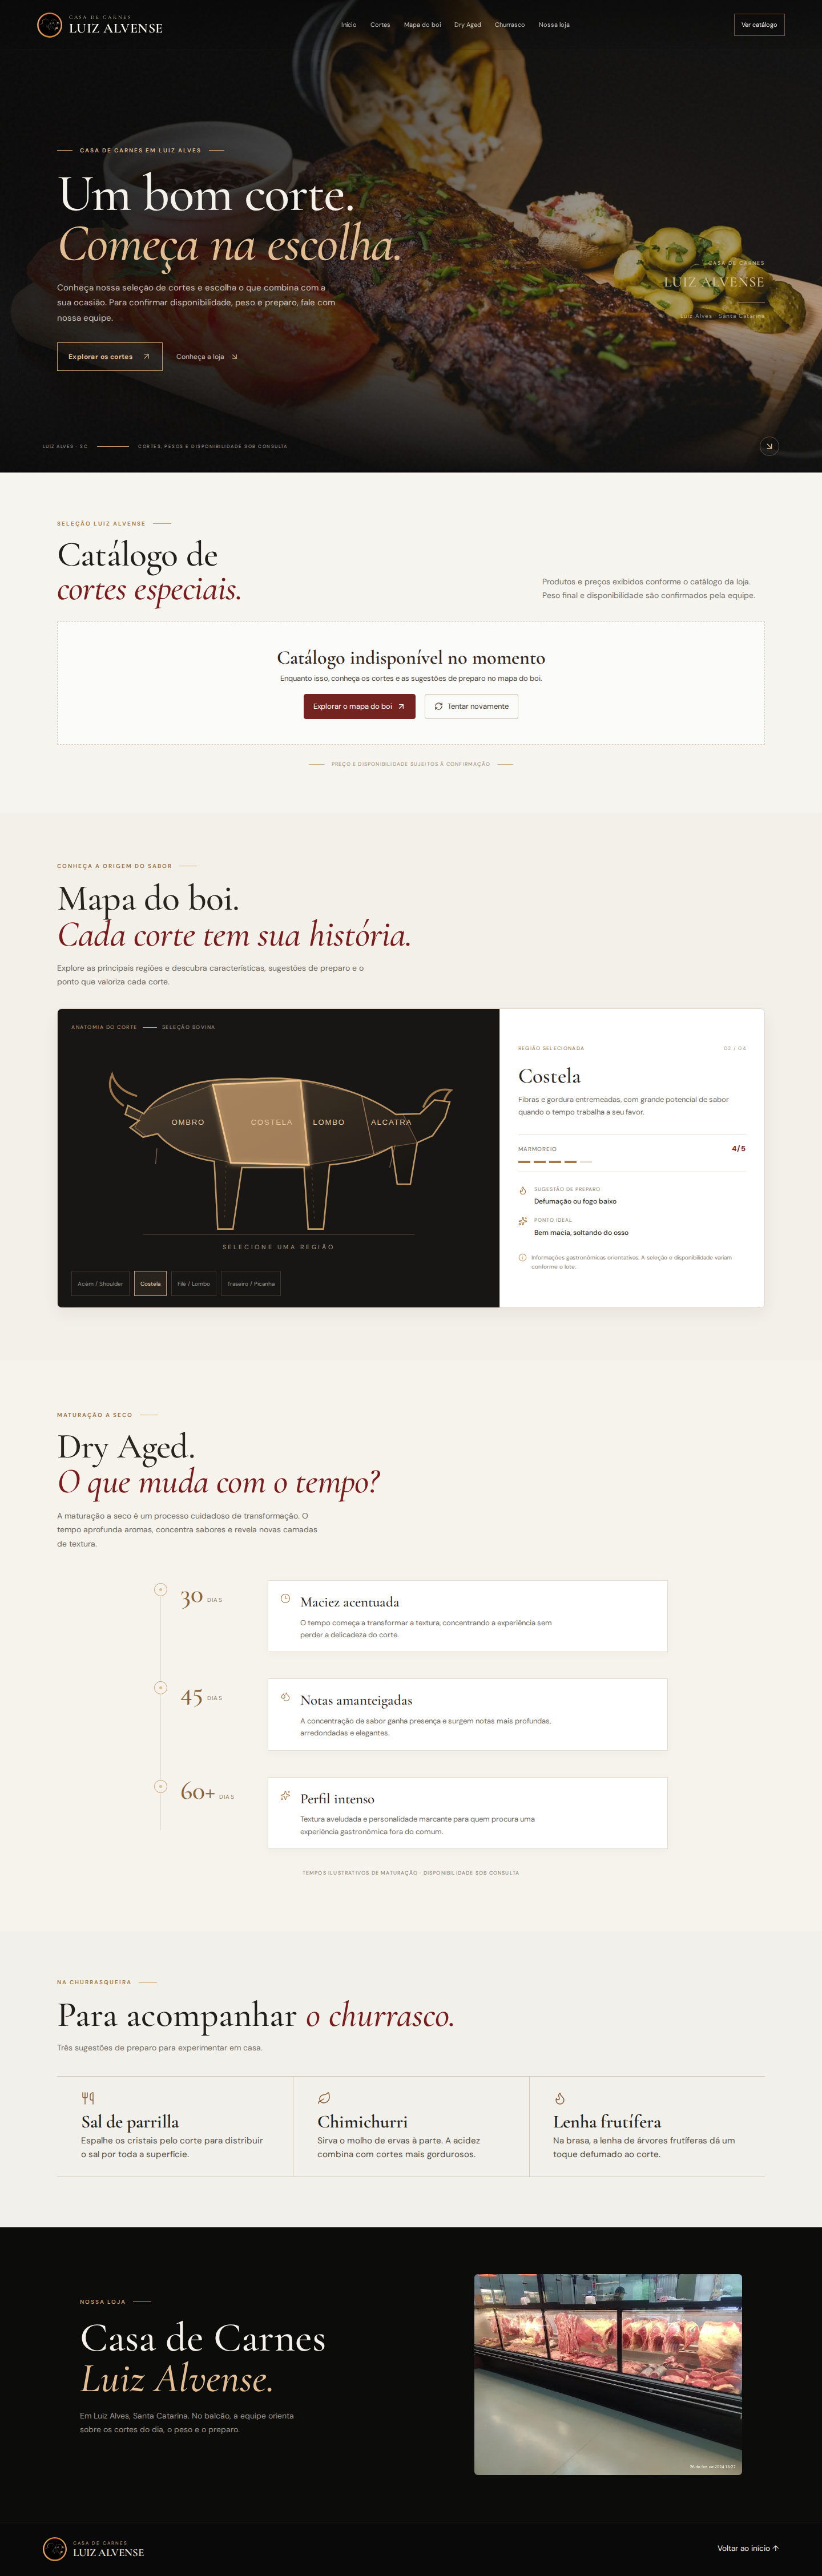 CASA DE CARNES
LUIZ ALVENSE
Início
Cortes
Mapa do boi
Dry Aged
Churrasco
Nossa loja
Ver catálogo
CASA DE CARNES EM LUIZ ALVES
Um bom corte.
Começa na escolha.
Conheça nossa seleção de cortes e escolha o que combina com a
sua ocasião. Para confirmar disponibilidade, peso e preparo, fale com
nossa equipe.
Explorar os cortes
Conheça a loja
CASA DE CARNES
LUIZ ALVENSE
Luiz Alves · Santa Catarina
LUIZ ALVES · SC
CORTES, PESOS E DISPONIBILIDADE SOB CONSULTA
SELEÇÃO LUIZ ALVENSE
Catálogo de
cortes especiais.
Produtos e preços exibidos conforme o catálogo da loja.
Peso final e disponibilidade são confirmados pela equipe.
Catálogo indisponível no momento
Enquanto isso, conheça os cortes e as sugestões de preparo no mapa do boi.
Explorar o mapa do boi
Tentar novamente
PREÇO E DISPONIBILIDADE SUJEITOS À CONFIRMAÇÃO
CONHEÇA A ORIGEM DO SABOR
Mapa do boi.
Cada corte tem sua história.
Explore as principais regiões e descubra características, sugestões de preparo e o
ponto que valoriza cada corte.
ANATOMIA DO CORTE
SELEÇÃO BOVINA
OMBRO
COSTELA
LOMBO
ALCATRA
SELECIONE UMA REGIÃO
Acém / Shoulder
Costela
Filé / Lombo
Traseiro / Picanha
REGIÃO SELECIONADA
02 / 04
Costela
Fibras e gordura entremeadas, com grande potencial de sabor
quando o tempo trabalha a seu favor.
MARMOREIO
4/5
SUGESTÃO DE PREPARO
Defumação ou fogo baixo
PONTO IDEAL
Bem macia, soltando do osso
Informações gastronômicas orientativas. A seleção e disponibilidade variam
conforme o lote.
MATURAÇÃO A SECO
Dry Aged.
O que muda com o tempo?
A maturação a seco é um processo cuidadoso de transformação. O
tempo aprofunda aromas, concentra sabores e revela novas camadas
de textura.
30 DIAS
Maciez acentuada
O tempo começa a transformar a textura, concentrando a experiência sem
perder a delicadeza do corte.
45 DIAS
Notas amanteigadas
A concentração de sabor ganha presença e surgem notas mais profundas,
arredondadas e elegantes.
60+ DIAS
Perfil intenso
Textura aveludada e personalidade marcante para quem procura uma
experiência gastronômica fora do comum.
TEMPOS ILUSTRATIVOS DE MATURAÇÃO · DISPONIBILIDADE SOB CONSULTA
NA CHURRASQUEIRA
Para acompanhar o churrasco.
Três sugestões de preparo para experimentar em casa.
Sal de parrilla
Espalhe os cristais pelo corte para distribuir
o sal por toda a superfície.
Chimichurri
Sirva o molho de ervas à parte. A acidez
combina com cortes mais gordurosos.
Lenha frutífera
Na brasa, a lenha de árvores frutíferas dá um
toque defumado ao corte.
NOSSA LOJA
Casa de Carnes
Luiz Alvense.
Em Luiz Alves, Santa Catarina. No balcão, a equipe orienta
sobre os cortes do dia, o peso e o preparo.
CASA DE CARNES
LUIZ ALVENSE
Voltar ao início ↑